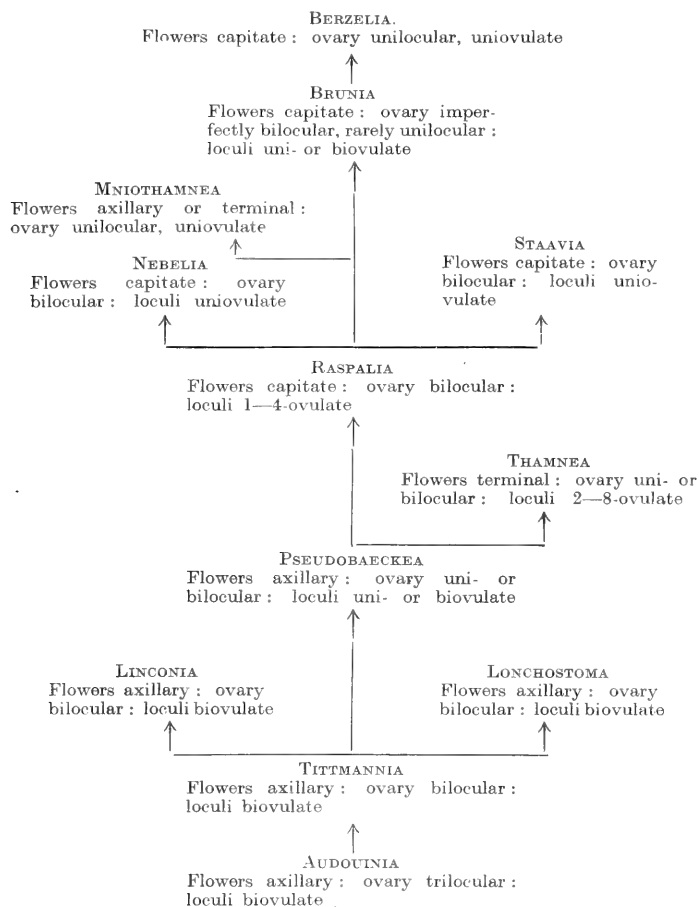 BERZELIA.
Flowers capitate : ovary unilocular, uniovulate
BRUNIA
Flowers capitate : ovary imper-
fectly bilocular, rarely unilocular :
loculi uni- or biovulate
MNIOTHAMNEA
Flowers axillary or terminal :
ovary unilocular, uniovulate
NEBELIA
Flowers capitate : ovary
bilocular : loculi uniovulate
STAAVIA
Flowers capitate : ovary
bilocular : loculi unio-
vulate
RASPALIA
Flowers capitate : ovary bilocular :
loculi 1—4-ovulate
THAMNEA
Flowers terminal : ovary uni- or
bilocular : loculi 2—8-ovulate
PSEUDOBAECKEA
Flowers axillary : ovary uni- or
bilocular : loculi uni- or biovulate
LINCONIA
Flowers axillary : ovary
bilocular : loculi biovulate
LONCHOSTOMA
Flowers axillary : ovary
bilocular : loculi biovulate
TITTMANNIA
Flowers axillary : ovary bilocular :
loculi biovulate
AUDOUINIA
Flowers axillary : ovary trilocular :
loculi biovulate